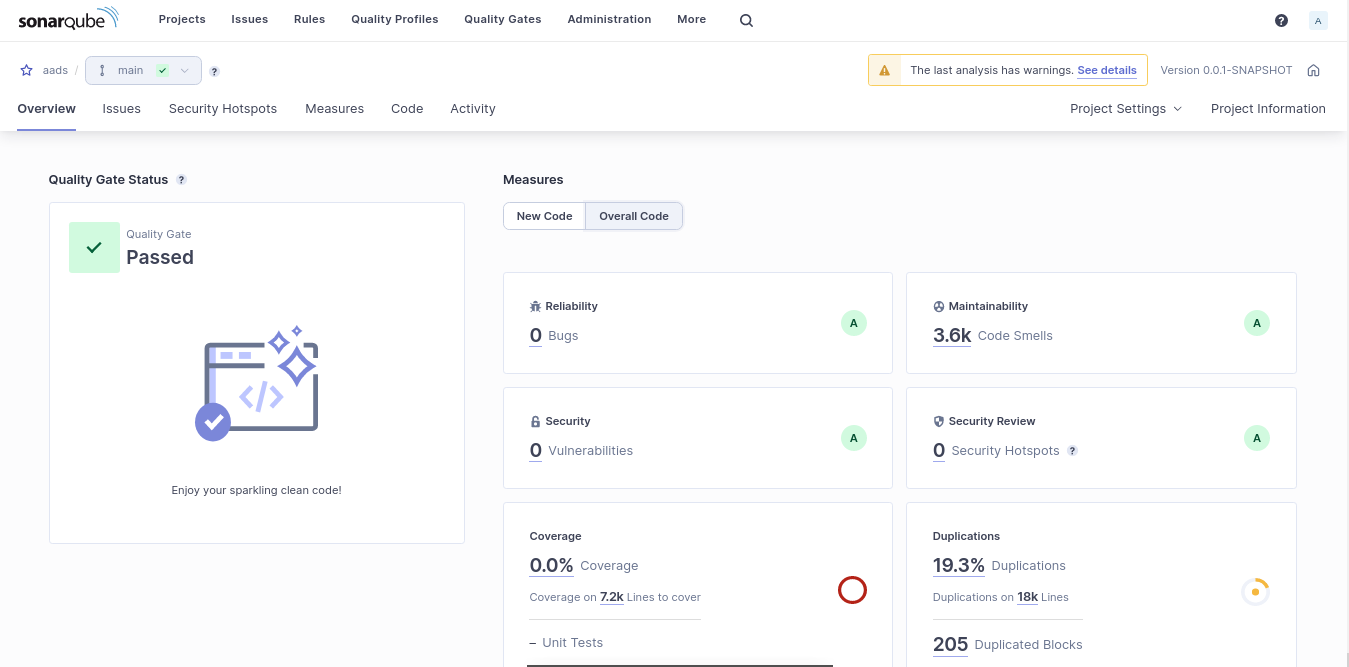 sonarqube Projects Issues Rules Quality Profiles Quality Gates Administration More ? A
aads / main ? The last analysis has warnings. See details Version 0.0.1-SNAPSHOT
Overview Issues Security Hotspots Measures Code Activity Project Settings Project Information
Quality Gate Status ?
Quality Gate
Passed
</>
Enjoy your sparkling clean code!
Measures
New Code Overall Code
Reliability
0 Bugs
A
Maintainability
3.6k Code Smells
A
Security
0 Vulnerabilities
A
Security Review
0 Security Hotspots ?
A
Coverage
0.0% Coverage
Coverage on 7.2k Lines to cover
– Unit Tests
Duplications
19.3% Duplications
Duplications on 18k Lines
205 Duplicated Blocks